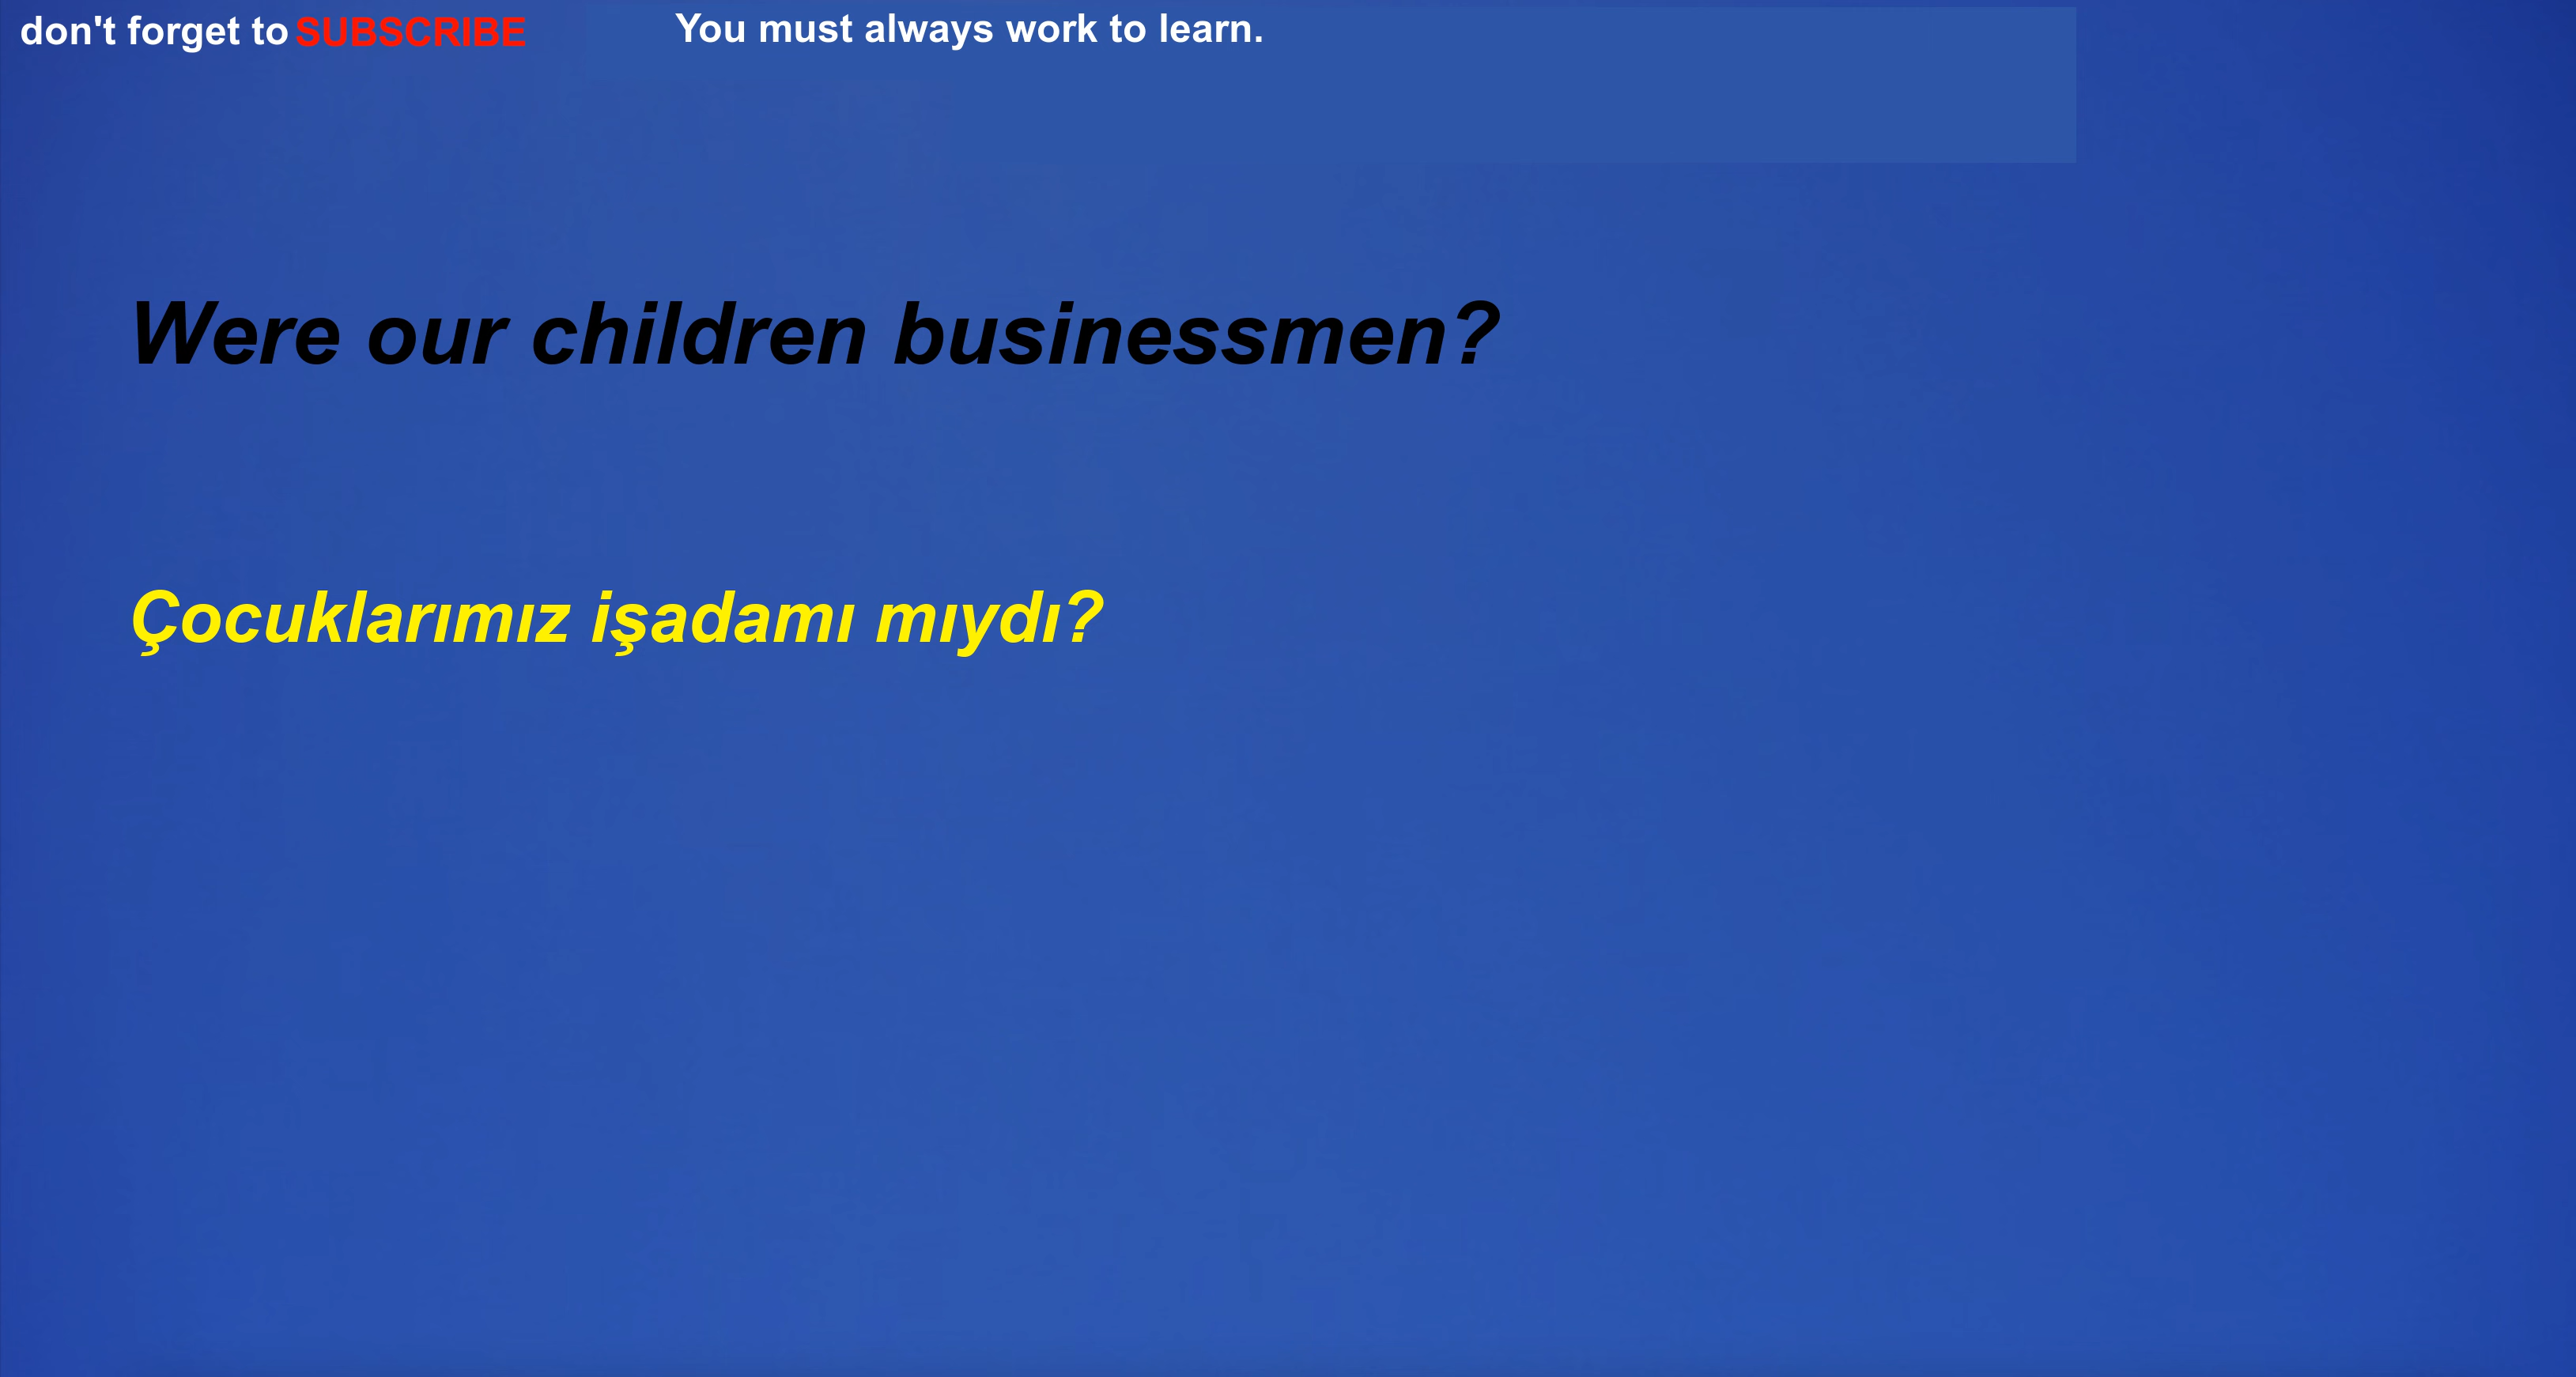 don't forget to SUBSCRIBE You must always work to learn.
Were our children businessmen?
Çocuklarımız işadamı mıydı?